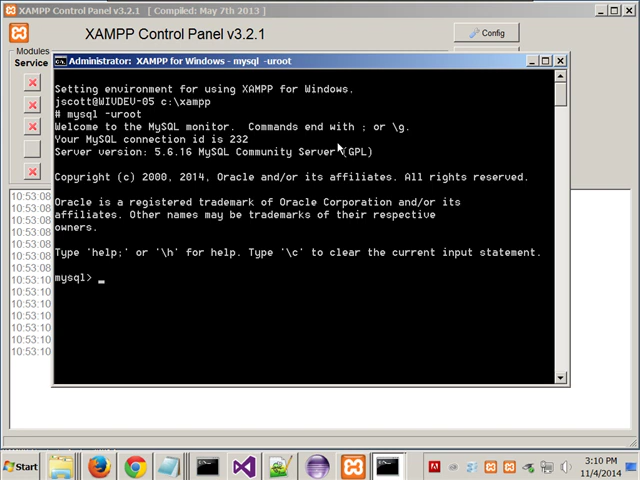 XAMPP Control Panel v3.2.1 [ Compiled: May 7th 2013 ]
XAMPP Control Panel v3.2.1
Config
Modules
Service
Administrator: XAMPP for Windows - mysql -uroot
Setting environment for using XAMPP for Windows.
jscott@WIVDEV-05 c:\xampp
# mysql -uroot
Welcome to the MySQL monitor. Commands end with ; or \g.
Your MySQL connection id is 232
Server version: 5.6.16 MySQL Community Server (GPL)
Copyright (c) 2000, 2014, Oracle and/or its affiliates. All rights reserved.
Oracle is a registered trademark of Oracle Corporation and/or its
affiliates. Other names may be trademarks of their respective
owners.
Type 'help;' or '\h' for help. Type '\c' to clear the current input statement.
mysql> _
10:53:08
10:53:08
10:53:08
10:53:08
10:53:08
10:53:08
10:53:10
10:53:10
10:53:10
10:53:10
10:53:10
10:53:10
10:53:10
Start
3:10 PM
11/4/2014